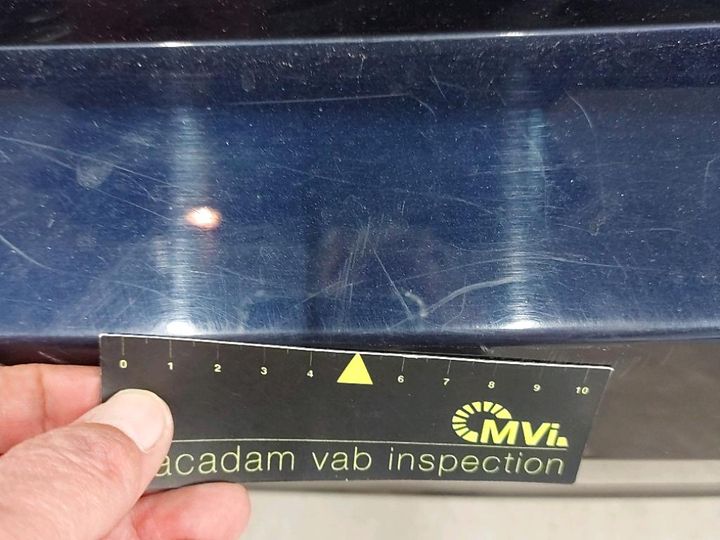 0 1 2 3 4 6 7 8 9 10
MVi.
acadam vab inspection